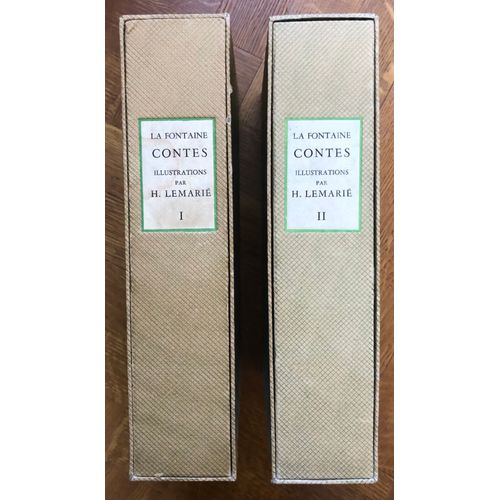 LA FONTAINE
CONTES
ILLUSTRATIONS
PAR
H. LEMARIÉ
I
LA FONTAINE
CONTES
ILLUSTRATIONS
PAR
H. LEMARIÉ
II